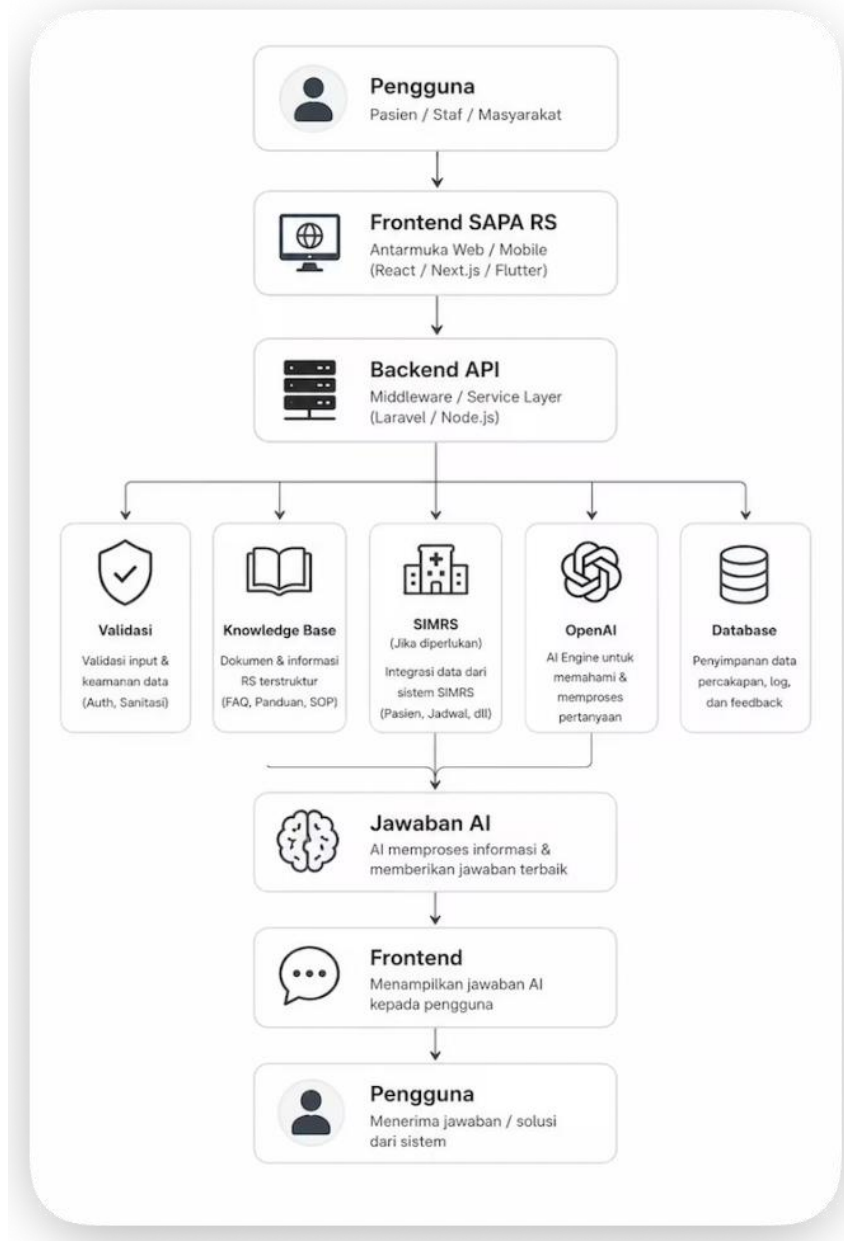 Pengguna
Pasien / Staf / Masyarakat
Frontend SAPA RS
Antarmuka Web / Mobile
(React / Next.js / Flutter)
Backend API
Middleware / Service Layer
(Laravel / Node.js)
Validasi
Validasi input &
keamanan data
(Auth, Sanitasi)
Knowledge Base
Dokumen & informasi
RS terstruktur
(FAQ, Panduan, SOP)
SIMRS
(Jika diperlukan)
Integrasi data dari
sistem SIMRS
(Pasien, Jadwal, dll)
OpenAI
AI Engine untuk
memahami &
memproses
pertanyaan
Database
Penyimpanan data
percakapan, log,
dan feedback
Jawaban AI
AI memproses informasi &
memberikan jawaban terbaik
Frontend
Menampilkan jawaban AI
kepada pengguna
Pengguna
Menerima jawaban / solusi
dari sistem